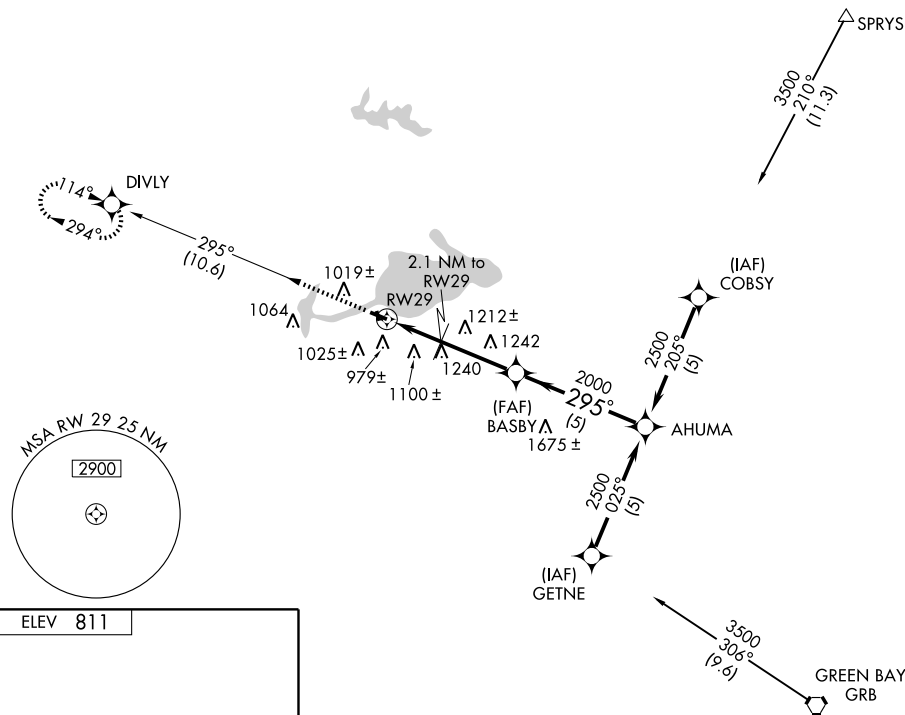 SPRYS
3500
210°
(11.3)
DIVLY
114°
294°
295°
(10.6)
2.1 NM to
RW29
(IAF)
COBSY
1019±
RW29
1064
1212±
1242
2500
205°
(5)
1025±
979±
1100±
1240
2000
295°
(5)
(FAF)
BASBY
1675±
AHUMA
MSA RW 29 25 NM
2900
2500
025°
(5)
(IAF)
GETNE
ELEV 811
3500
306°
(9.6)
GREEN BAY
GRB